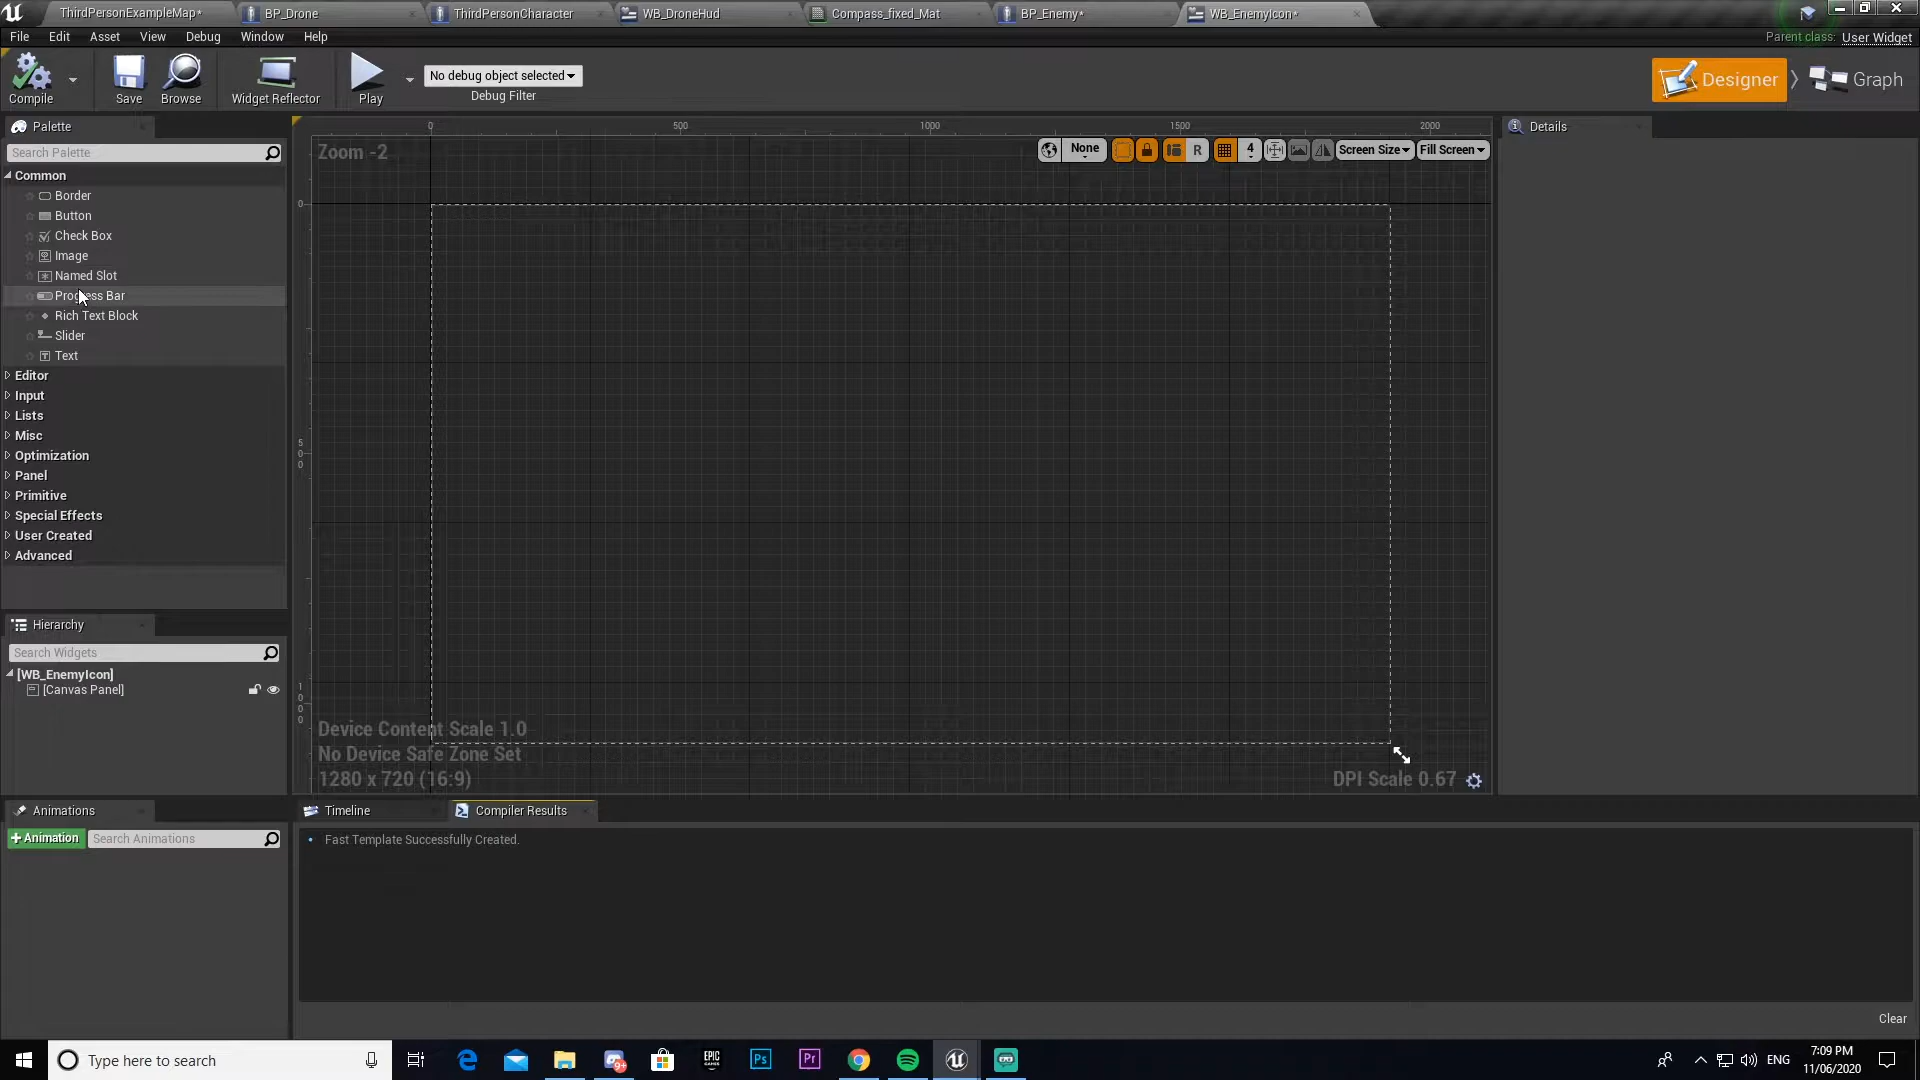 ThirdPersonExampleMap*
BP_Drone
ThirdPersonCharacter
WB_DroneHud
Compass_fixed_Mat
BP_Enemy*
WB_EnemyIcon*
File Edit Asset View Debug Window Help
Parent class: User Widget
Compile
Save
Browse
Widget Reflector
Play
No debug object selected
Debug Filter
Designer
Graph
Palette
Search Palette
Common
Border
Button
Check Box
Image
Named Slot
Progress Bar
Rich Text Block
Slider
Text
Editor
Input
Lists
Misc
Optimization
Panel
Primitive
Special Effects
User Created
Advanced
Hierarchy
Search Widgets
[WB_EnemyIcon]
[Canvas Panel]
Animations
+Animation
Search Animations
0 500 1000 1500 2000
Zoom -2
None
R
4
Screen Size
Fill Screen
0
500
1000
Device Content Scale 1.0
No Device Safe Zone Set
1280 x 720 (16:9)
DPI Scale 0.67
Details
Timeline
Compiler Results
• Fast Template Successfully Created.
Clear
Type here to search
9+
EPIC GAMES
Ps
Pr
ENG
7:09 PM
11/06/2020